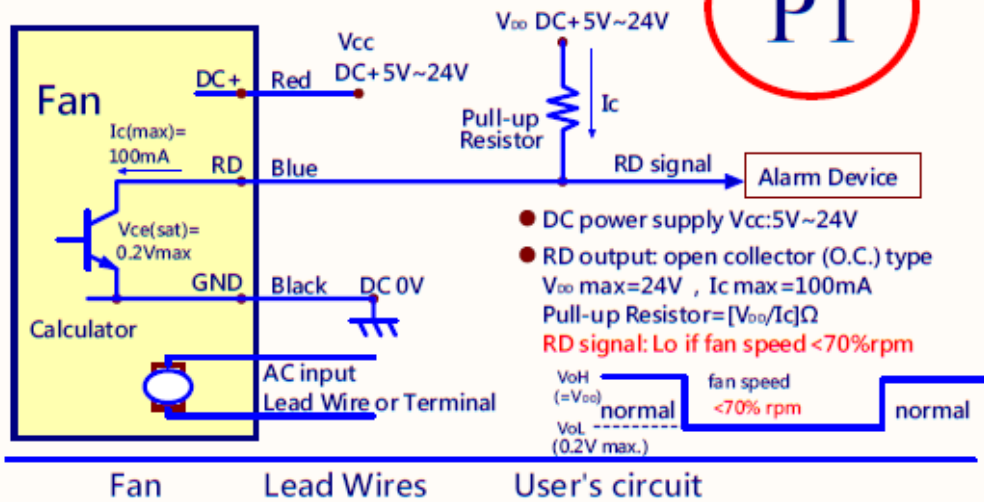 P1
V DD DC+5V~24V
Vcc
DC+5V~24V
DC+
Red
Fan
Ic
Pull-up
Resistor
Ic(max)=
100mA
RD
Blue
RD signal
Alarm Device
Vce(sat)=
0.2Vmax
● DC power supply Vcc:5V~24V
● RD output: open collector (O.C.) type
VDD max=24V , Ic max=100mA
Pull-up Resistor=[VDD/Ic]Ω
RD signal: Lo if fan speed <70%rpm
GND
Black
DC 0V
Calculator
AC input
Lead Wire or Terminal
VoH
(=VDD)
normal
fan speed
<70% rpm
normal
VoL
(0.2V max.)
Fan
Lead Wires
User's circuit